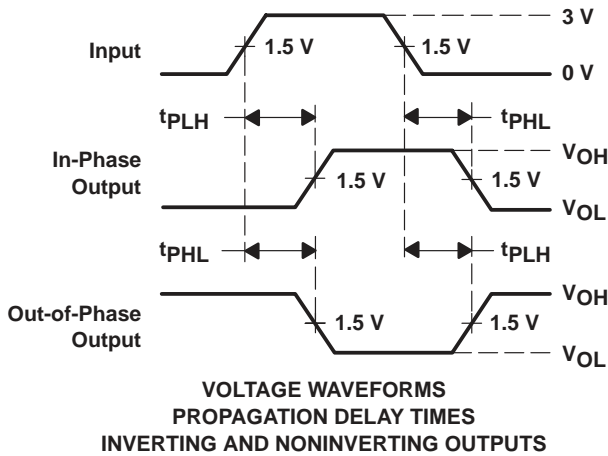 3 V
Input
1.5 V
1.5 V
0 V
tPLH
tPHL
In-Phase
Output
VOH
1.5 V
1.5 V
VOL
tPHL
tPLH
Out-of-Phase
Output
VOH
1.5 V
1.5 V
VOL
VOLTAGE WAVEFORMS
PROPAGATION DELAY TIMES
INVERTING AND NONINVERTING OUTPUTS